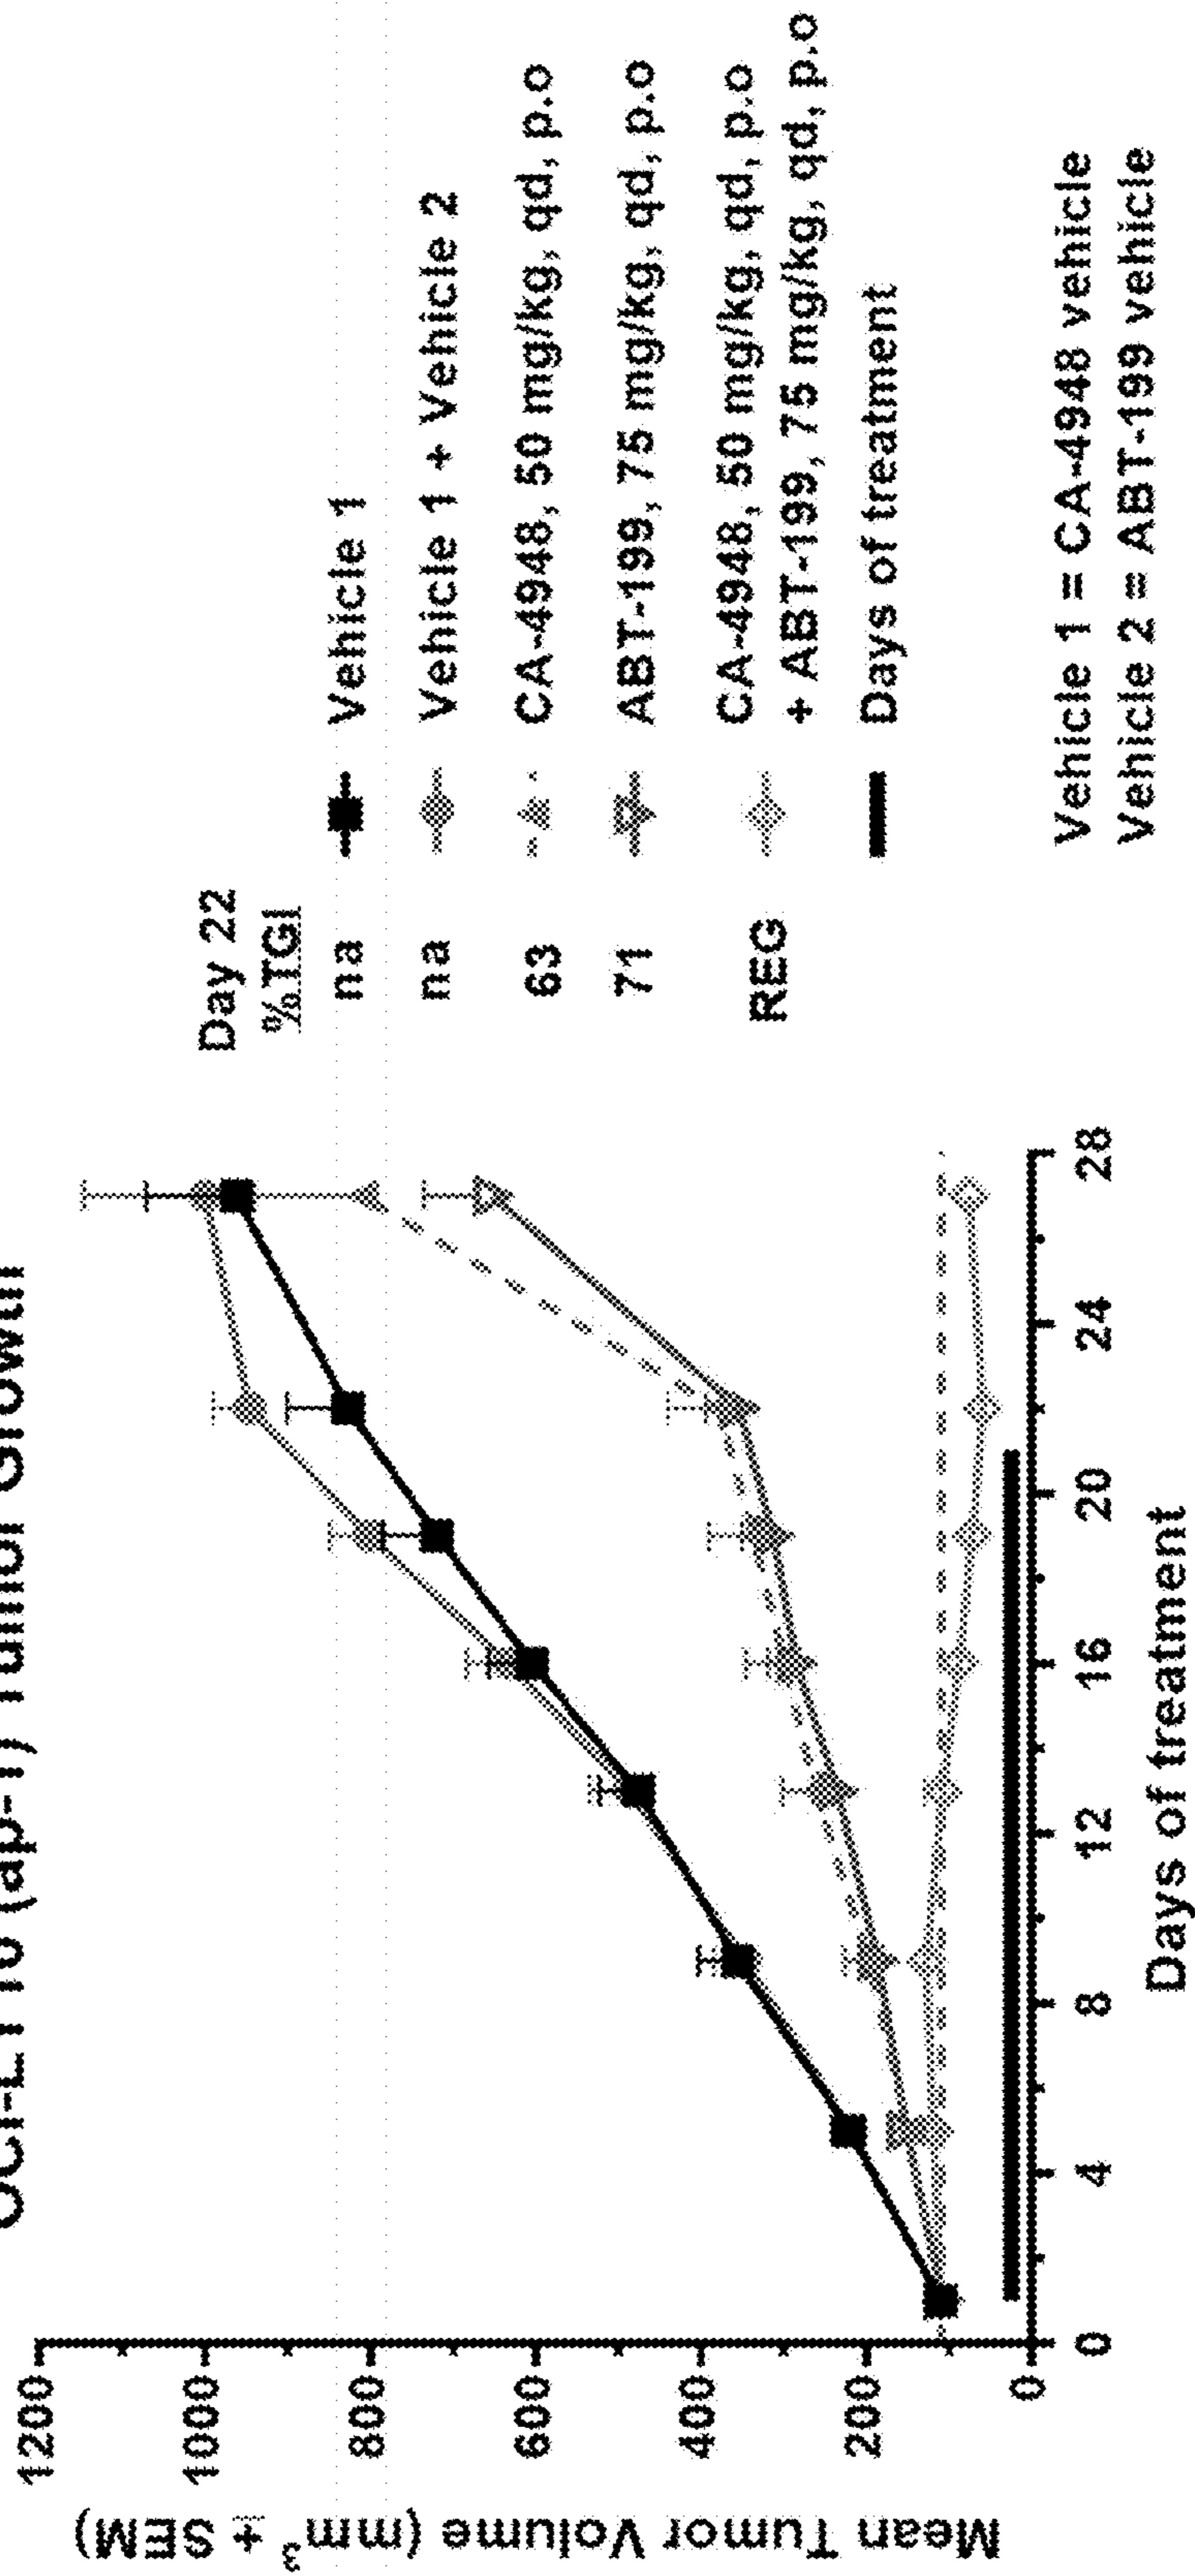 Tumor Growth
Mean Tumor Volume (mm³ ± SEM)
1200
1000
800
600
400
200
0
0 4 8 12 16 20 24 28
Days of treatment
Day 22
%TGI
na Vehicle 1
na Vehicle 1 + Vehicle 2
63 CA-4948, 50 mg/kg, qd, p.o
71 ABT-199, 75 mg/kg, qd, p.o
REG CA-4948, 50 mg/kg, qd, p.o
+ ABT-199, 75 mg/kg, qd, p.o
Days of treatment
Vehicle 1 = CA-4948 vehicle
Vehicle 2 = ABT-199 vehicle